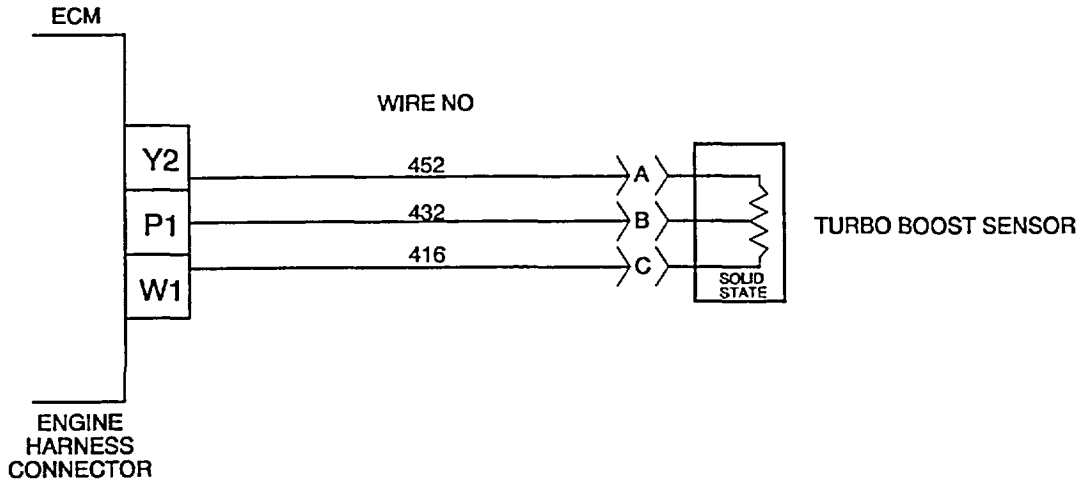 ECM
WIRE NO
Y2
452
A
P1
432
B
TURBO BOOST SENSOR
W1
416
C
SOLID
STATE
ENGINE
HARNESS
CONNECTOR